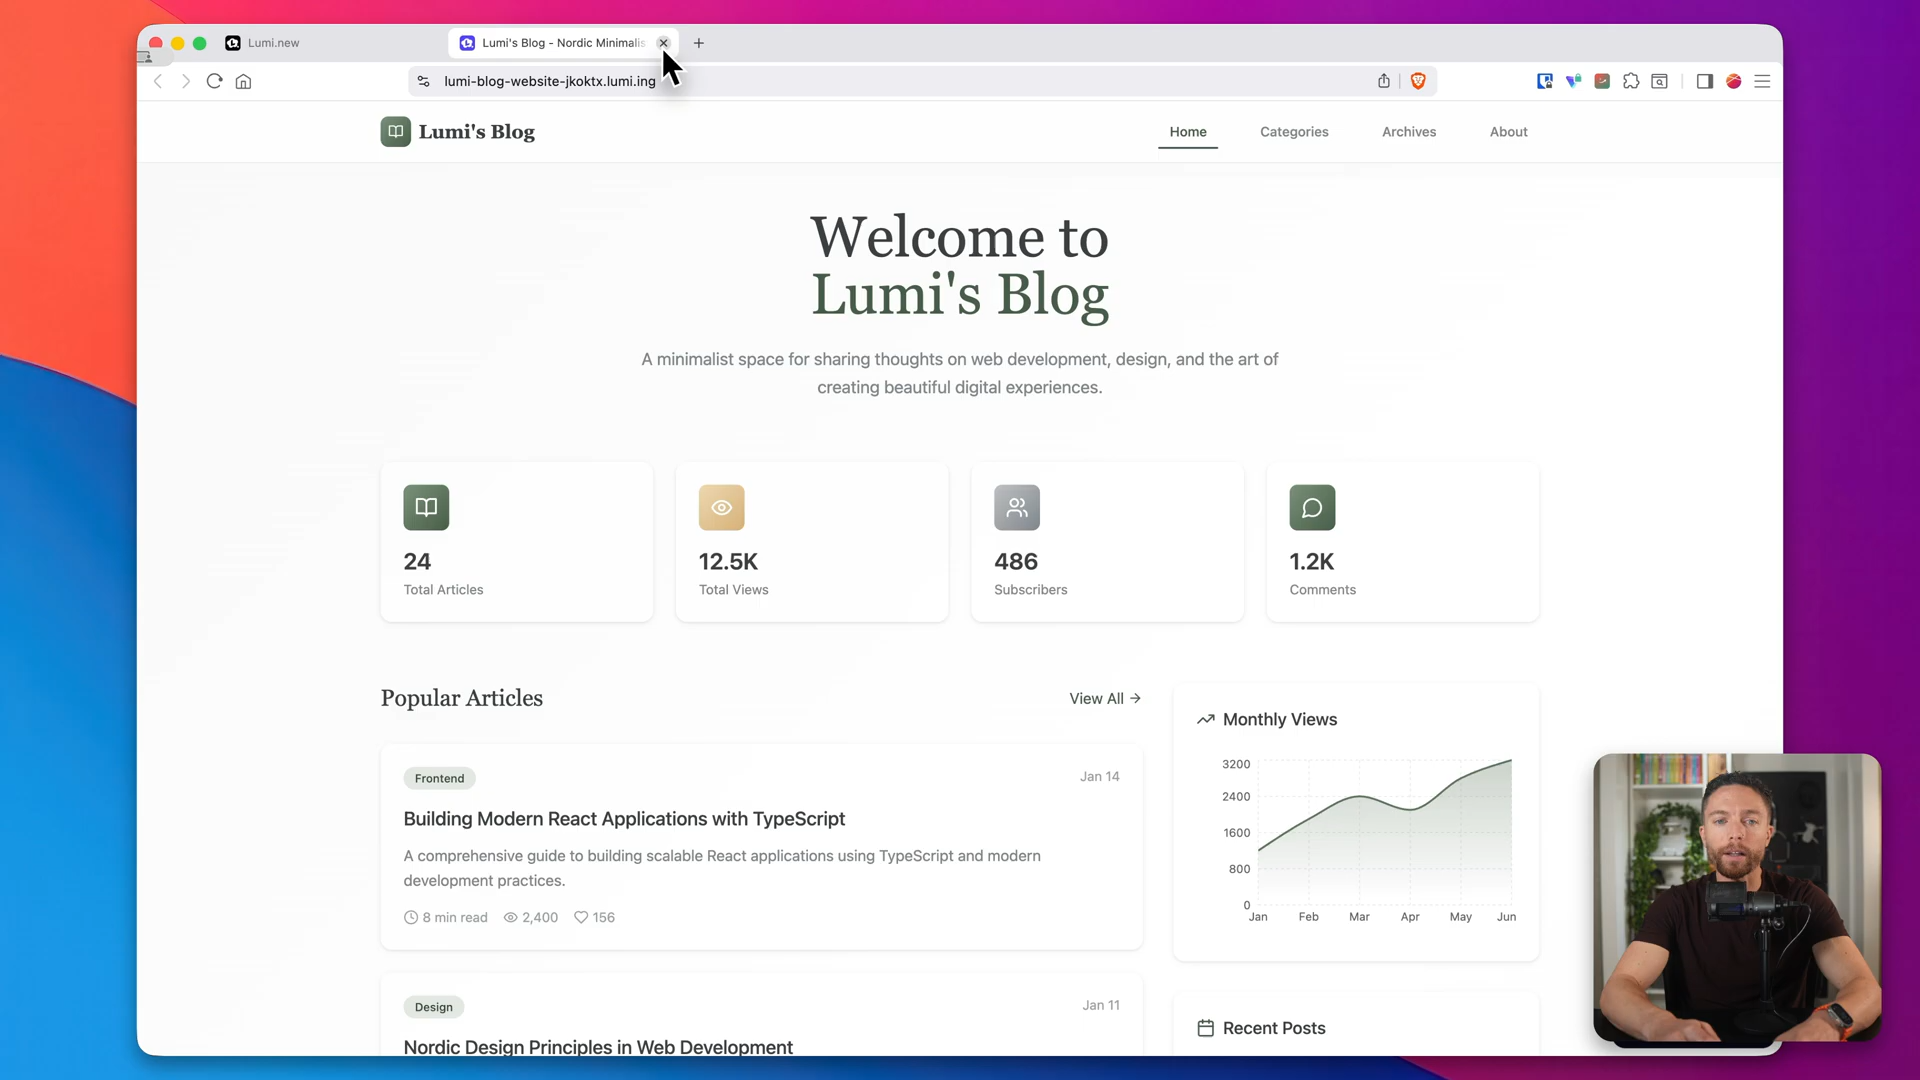 Lumi.new
Lumi's Blog - Nordic Minimalis
lumi-blog-website-jkoktx.lumi.ing
Lumi's Blog
Home
Categories
Archives
About
Welcome to
Lumi's Blog
A minimalist space for sharing thoughts on web development, design, and the art of
creating beautiful digital experiences.
24
Total Articles
12.5K
Total Views
486
Subscribers
1.2K
Comments
Popular Articles
View All →
Frontend
Jan 14
Building Modern React Applications with TypeScript
A comprehensive guide to building scalable React applications using TypeScript and modern
development practices.
8 min read
2,400
156
Design
Jan 11
Nordic Design Principles in Web Development
Monthly Views
3200
2400
1600
800
0
Jan
Feb
Mar
Apr
May
Jun
Recent Posts